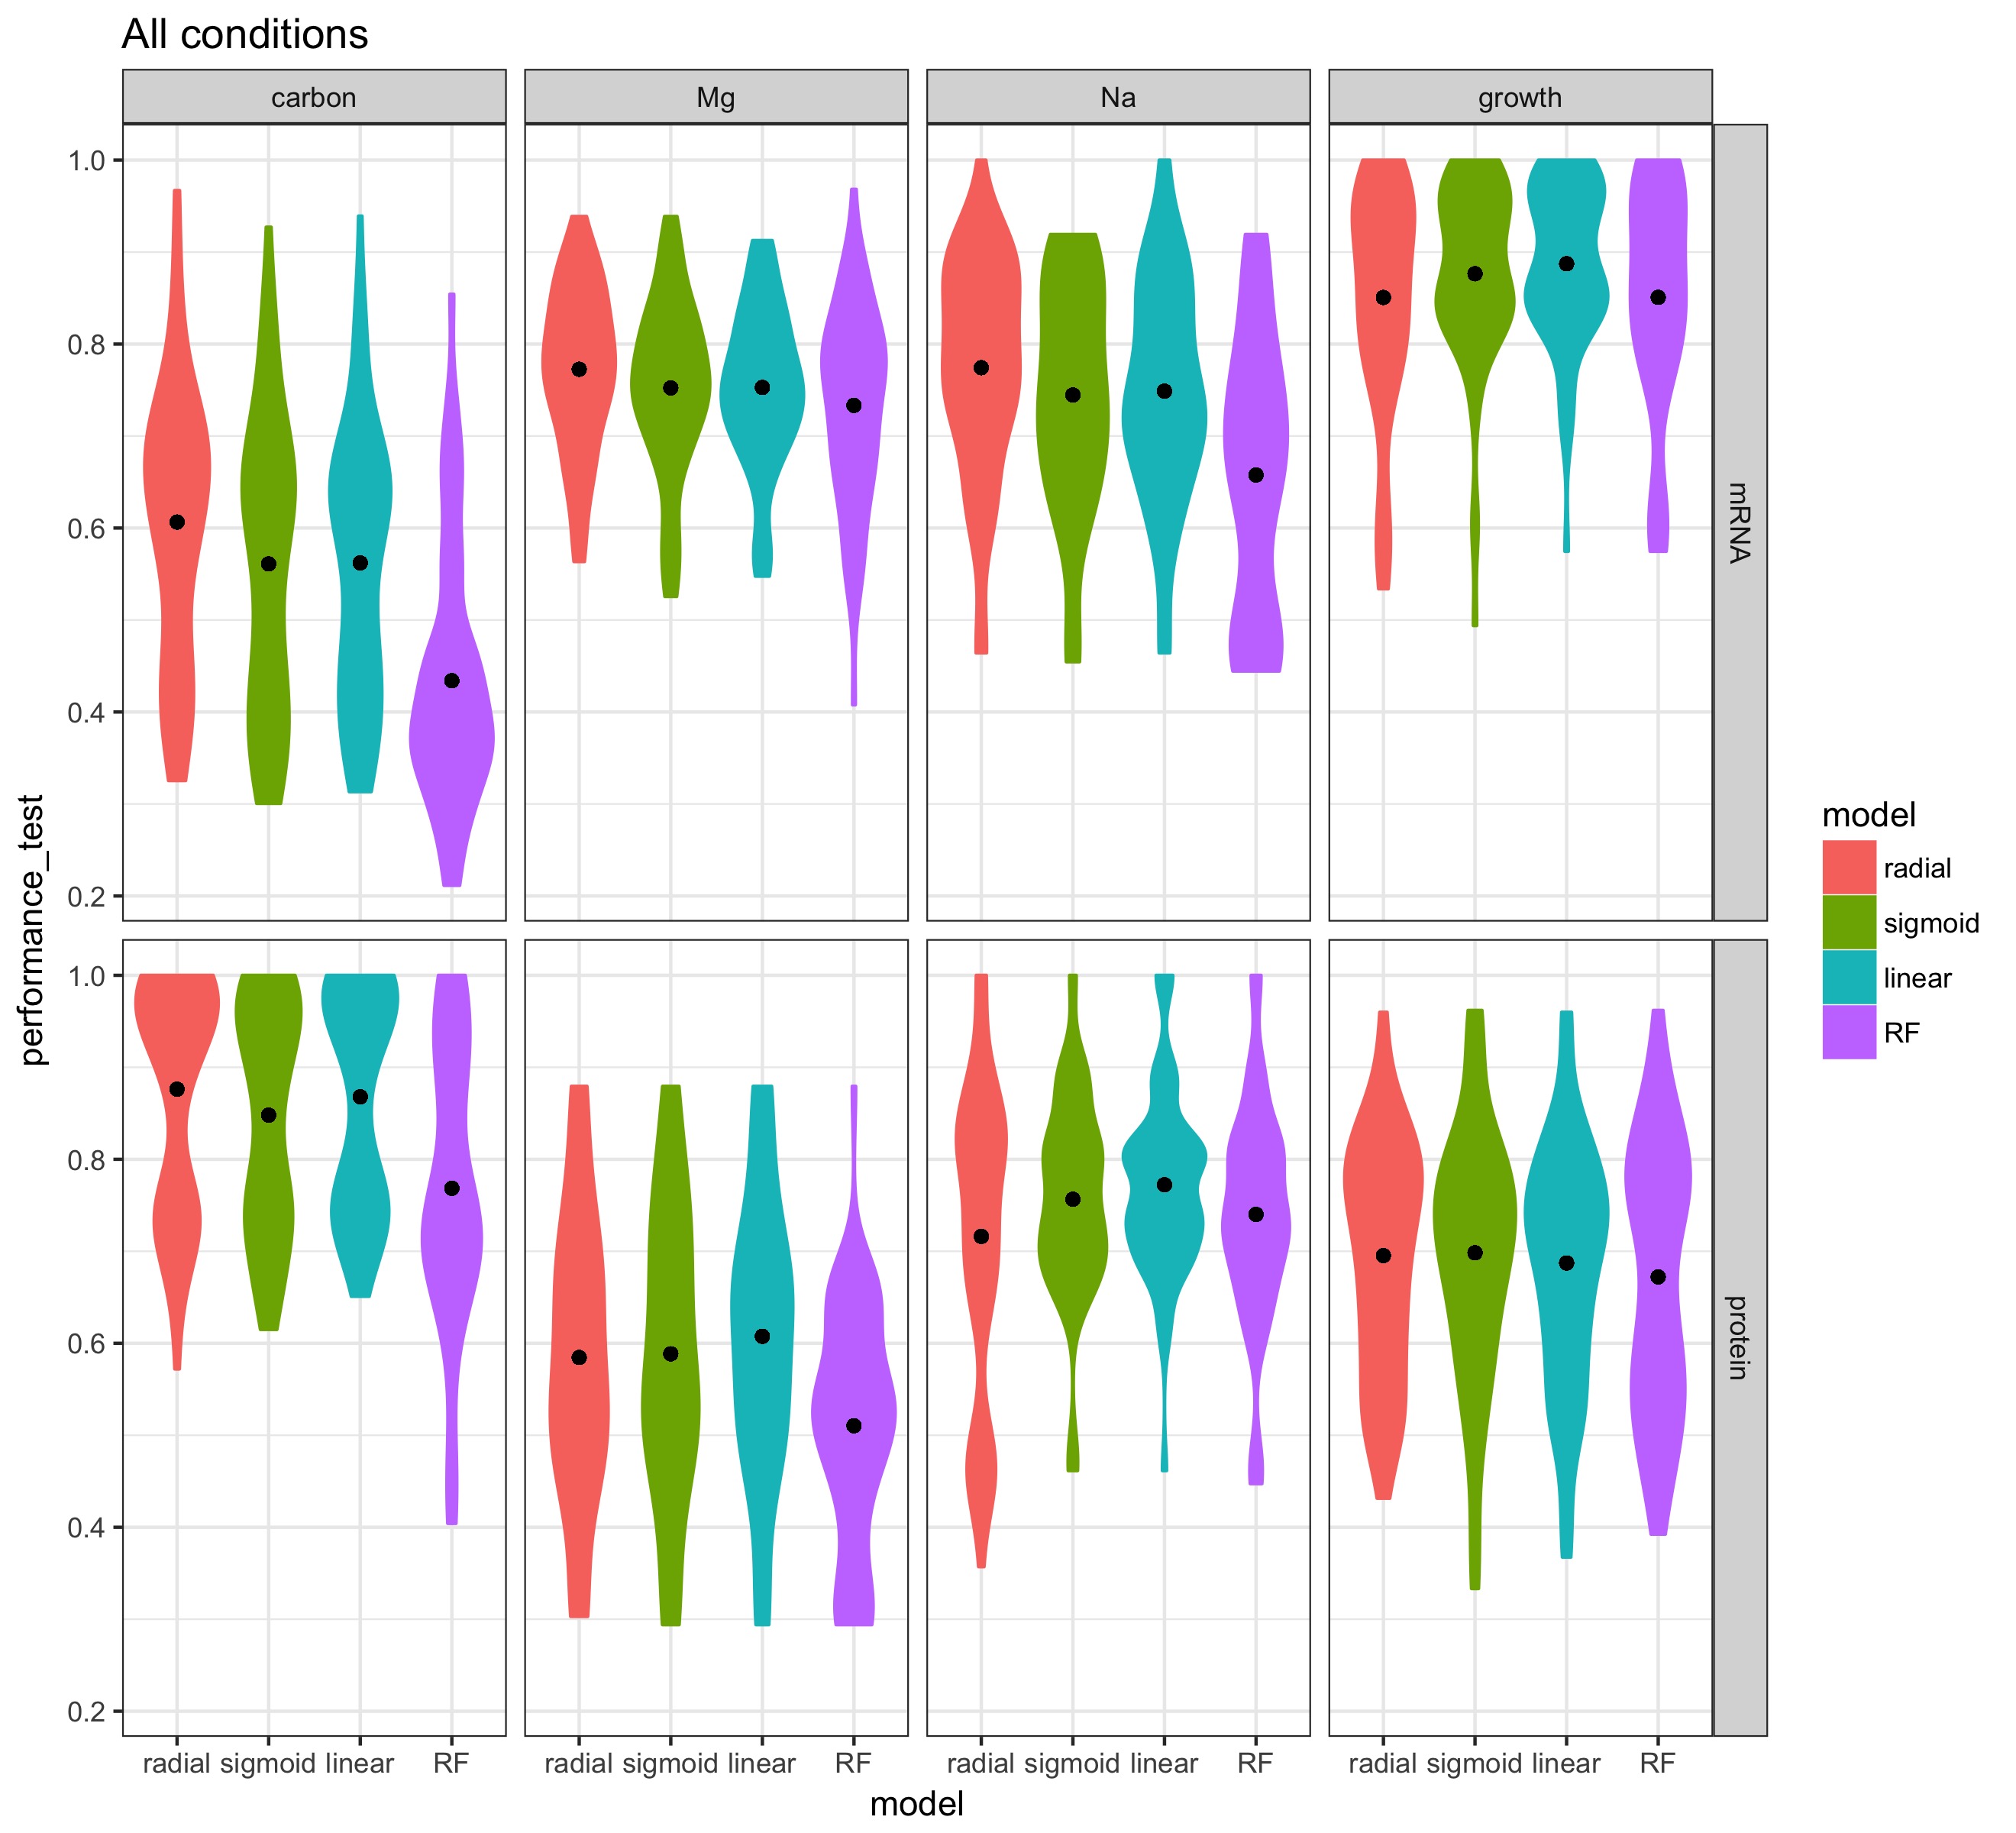 All conditions
carbon Mg Na growth
1.0
0.8
0.6
0.4
0.2
mRNA
1.0
0.8
0.6
0.4
0.2
protein
performance_test
radial sigmoid linear RF radial sigmoid linear RF radial sigmoid linear RF radial sigmoid linear RF
model
model
radial
sigmoid
linear
RF